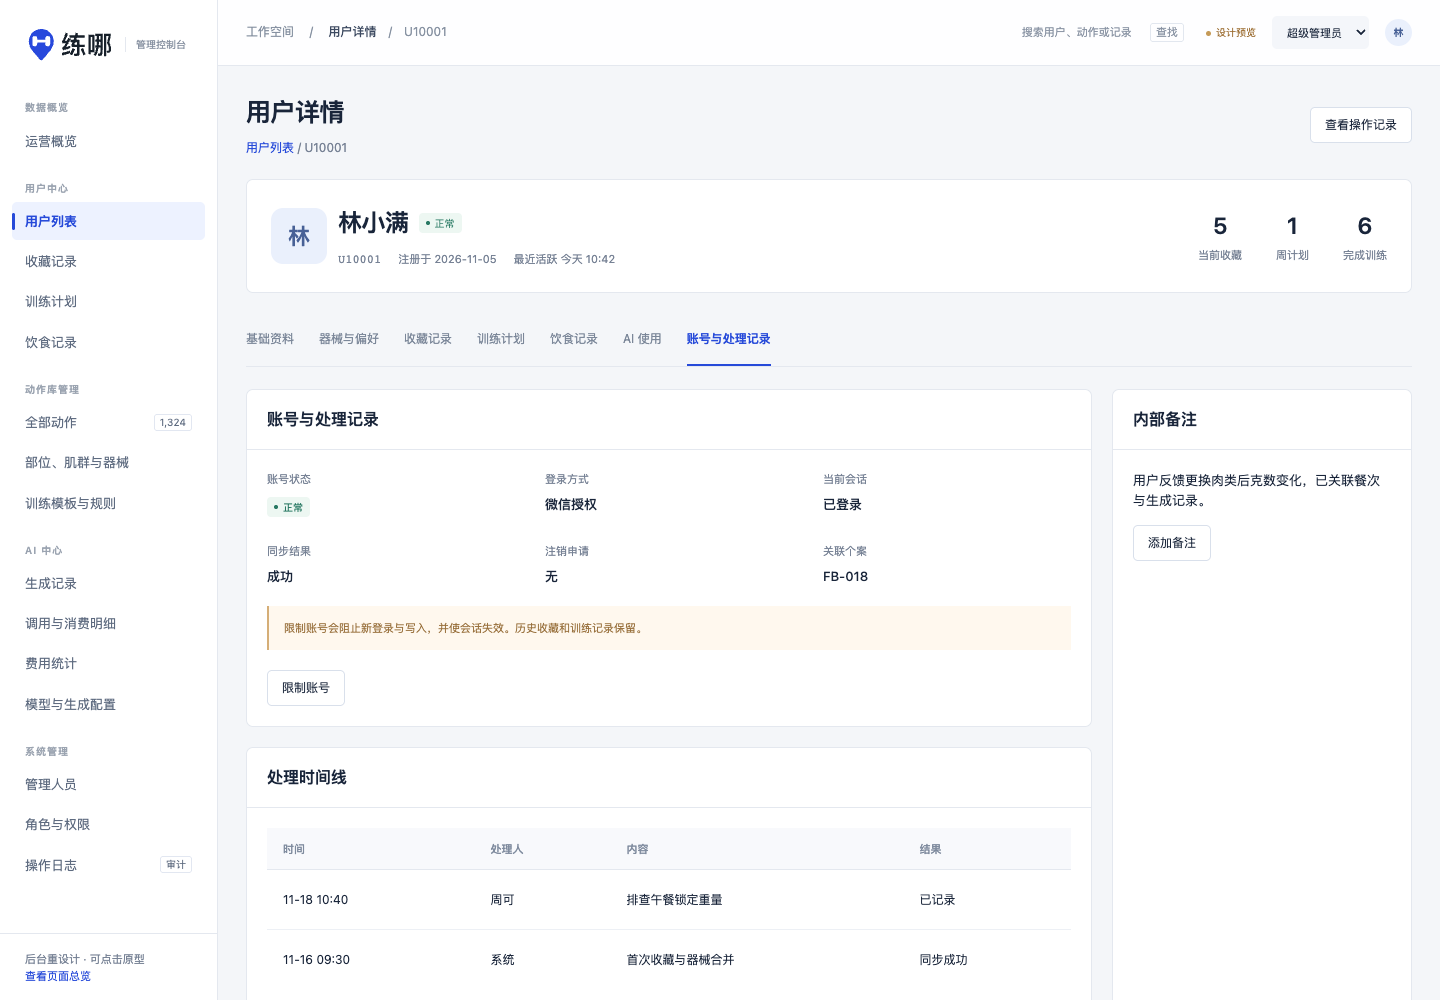 练哪 管理控制台
数据概览
运营概览
用户中心
用户列表
收藏记录
训练计划
饮食记录
动作库管理
全部动作 1,324
部位、肌群与器械
训练模板与规则
AI 中心
生成记录
调用与消费明细
费用统计
模型与生成配置
系统管理
管理人员
角色与权限
操作日志 审计
后台重设计 · 可点击原型
查看页面总览
工作空间 / 用户详情 / U10001
搜索用户、动作或记录 查找 设计预览 超级管理员 林
用户详情
用户列表 / U10001
查看操作记录
林 林小满 正常
U10001 注册于 2026-11-05 最近活跃 今天 10:42
5 1 6
当前收藏 周计划 完成训练
基础资料 器械与偏好 收藏记录 训练计划 饮食记录 AI 使用 账号与处理记录
账号与处理记录
账号状态 登录方式 当前会话
正常 微信授权 已登录
同步结果 注销申请 关联个案
成功 无 FB-018
限制账号会阻止新登录与写入，并使会话失效。历史收藏和训练记录保留。
限制账号
处理时间线
时间 处理人 内容 结果
11-18 10:40 周可 排查午餐锁定重量 已记录
11-16 09:30 系统 首次收藏与器械合并 同步成功
内部备注
用户反馈更换肉类后克数变化，已关联餐次
与生成记录。
添加备注